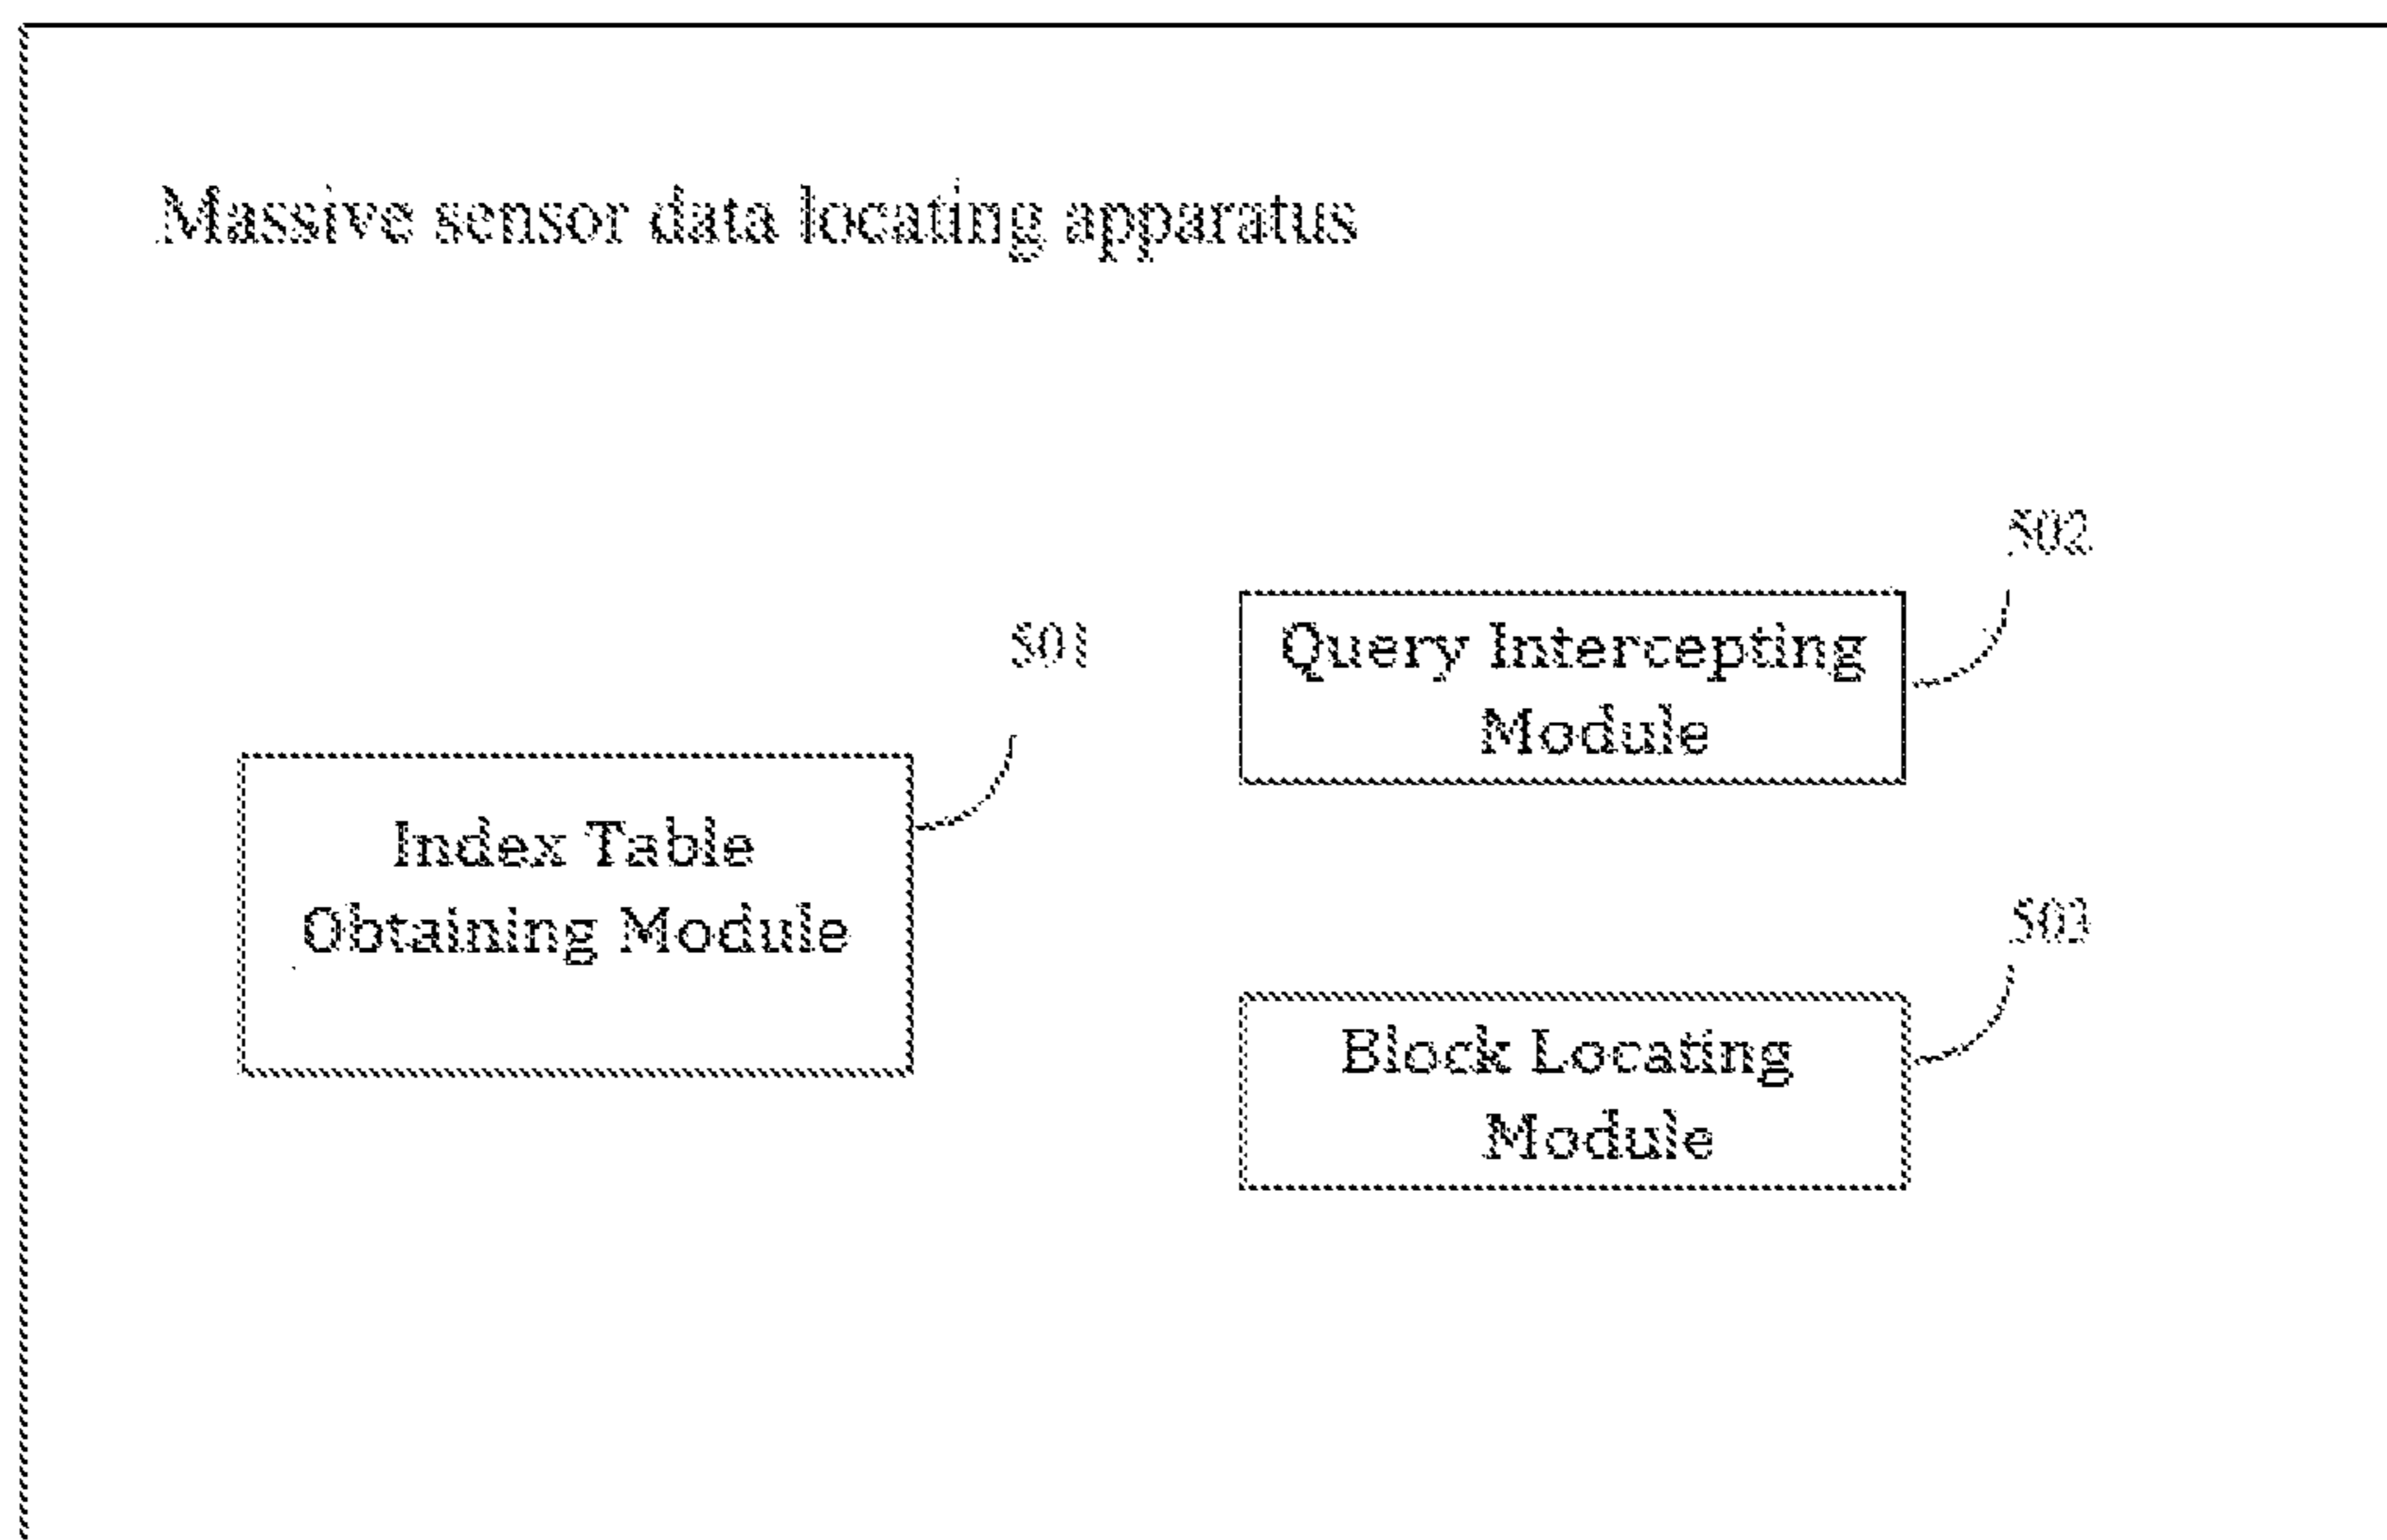 Massive sensor data locating apparatus
502
Query Intercepting
Module
501
Index Table
Obtaining Module
503
Block Locating
Module